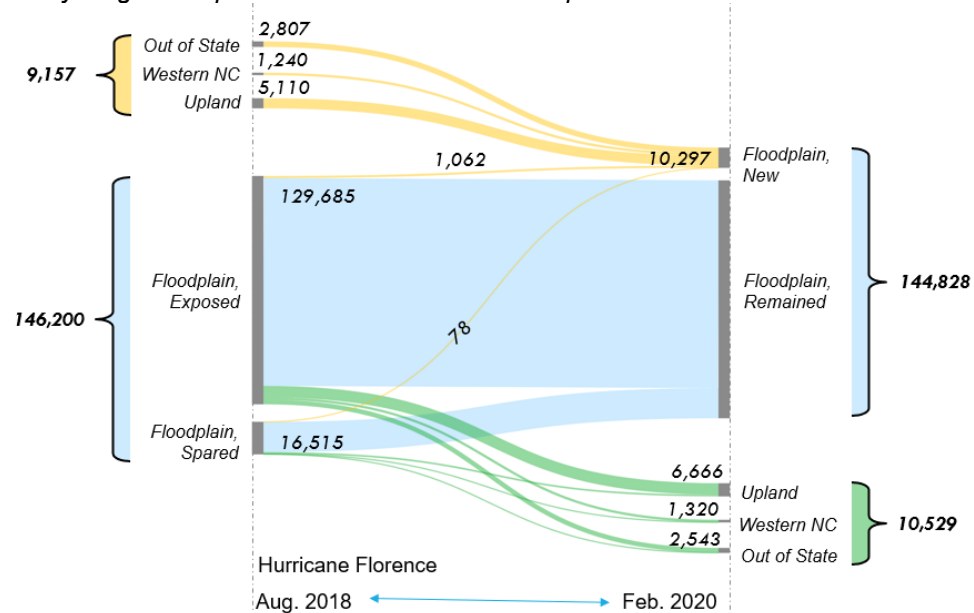 Out of State
2,807
9,157
Western NC
1,240
Upland
5,110
1,062
10,297
Floodplain,
New
129,685
Floodplain,
Exposed
Floodplain,
Remained
144,828
146,200
78
Floodplain,
Spared
16,515
6,666
Upland
1,320
Western NC
10,529
2,543
Out of State
Hurricane Florence
Aug. 2018
Feb. 2020